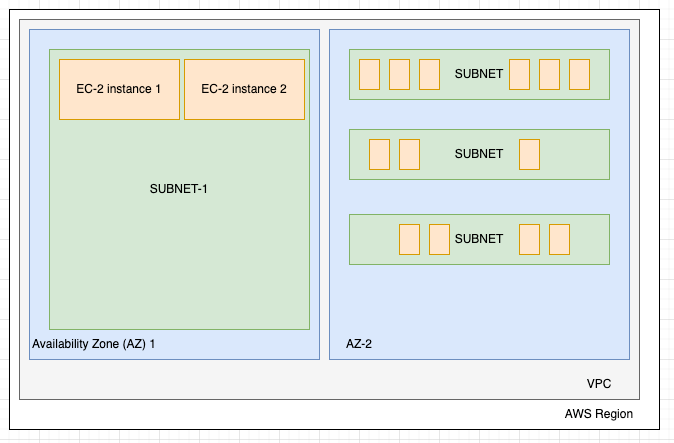 EC-2 instance 1
EC-2 instance 2
SUBNET-1
Availability Zone (AZ) 1
SUBNET
SUBNET
SUBNET
AZ-2
VPC
AWS Region